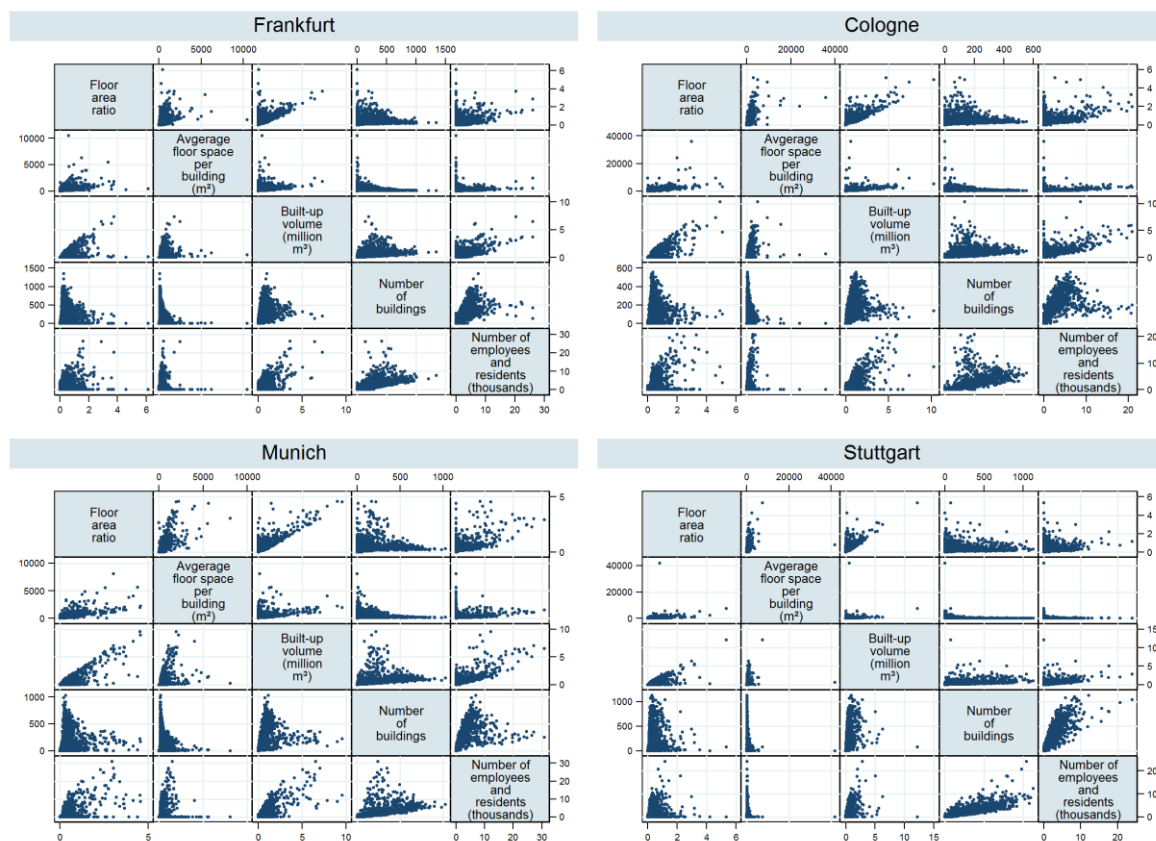 Frankfurt
0 5000 10000 0 500 1000 1500
Floor
area
ratio
6
4
2
0
10000
5000
0
Avgerage
floor space
per
building
(m²)
Built-up
volume
(million
m³)
10
5
0
1500
1000
500
0
Number
of
buildings
Number of
employees
and
residents
(thousands)
30
20
10
0
0 2 4 6 0 10 0 10 20 30
Cologne
0 20000 40000 0 200 400 600
Floor
area
ratio
6
4
2
0
40000
20000
0
Avgerage
floor space
per
building
(m²)
Built-up
volume
(million
m³)
10
5
0
600
400
200
0
Number
of
buildings
Number of
employees
and
residents
(thousands)
20
10
0
0 2 4 6 0 5 10 0 10 20
Munich
0 5000 10000 0 500 1000
Floor
area
ratio
5
0
10000
5000
0
Avgerage
floor space
per
building
(m²)
Built-up
volume
(million
m³)
10
5
0
1000
500
0
Number
of
buildings
Number of
employees
and
residents
(thousands)
30
20
10
0
0 5 0 5 10 0 10 20 30
Stuttgart
0 20000 40000 0 500 1000
Floor
area
ratio
6
4
2
0
40000
20000
0
Avgerage
floor space
per
building
(m²)
Built-up
volume
(million
m³)
15
10
5
0
1000
500
0
Number
of
buildings
Number of
employees
and
residents
(thousands)
20
10
0
0 2 4 6 0 5 10 15 0 10 20